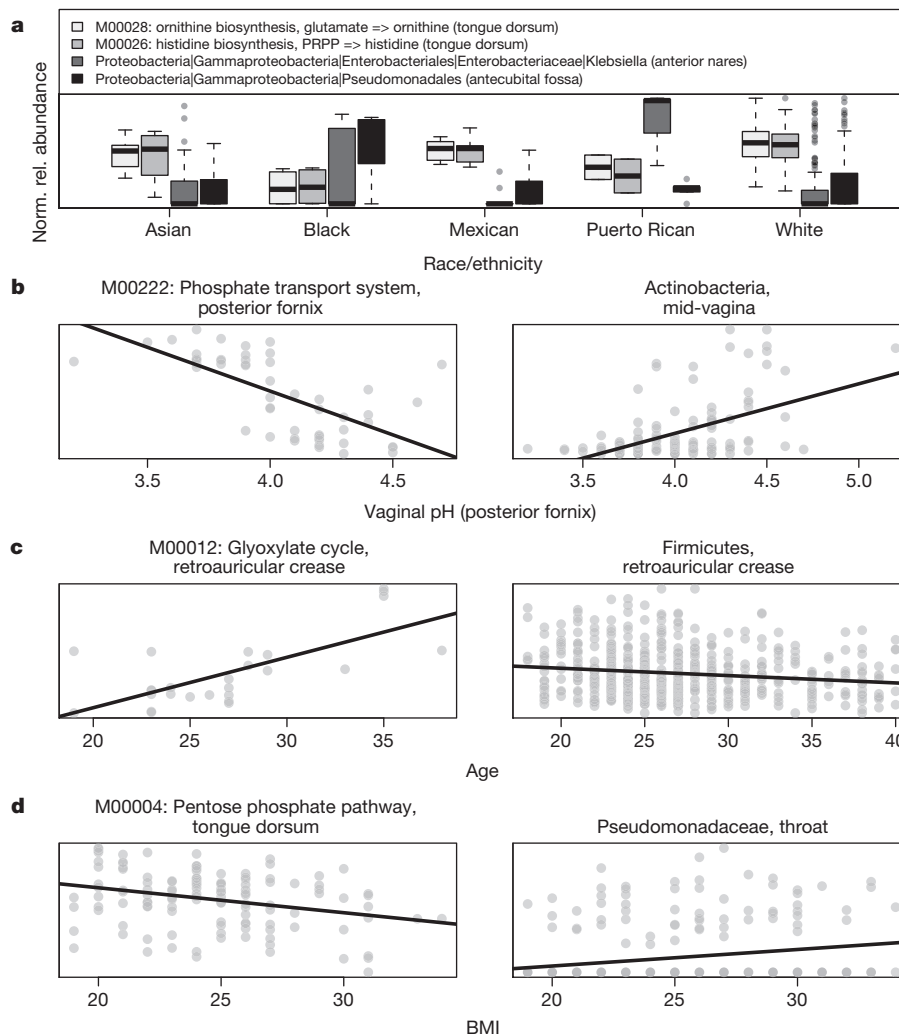 a
M00028: ornithine biosynthesis, glutamate => ornithine (tongue dorsum)
M00026: histidine biosynthesis, PRPP => histidine (tongue dorsum)
Proteobacteria|Gammaproteobacteria|Enterobacteriales|Enterobacteriaceae|Klebsiella (anterior nares)
Proteobacteria|Gammaproteobacteria|Pseudomonadales (antecubital fossa)
Norm. rel. abundance
Asian Black Mexican Puerto Rican White
Race/ethnicity
b
M00222: Phosphate transport system,
posterior fornix
Actinobacteria,
mid-vagina
3.5 4.0 4.5
3.5 4.0 4.5 5.0
Vaginal pH (posterior fornix)
c
M00012: Glyoxylate cycle,
retroauricular crease
Firmicutes,
retroauricular crease
20 25 30 35
20 25 30 35 40
Age
d
M00004: Pentose phosphate pathway,
tongue dorsum
Pseudomonadaceae, throat
20 25 30
20 25 30
BMI